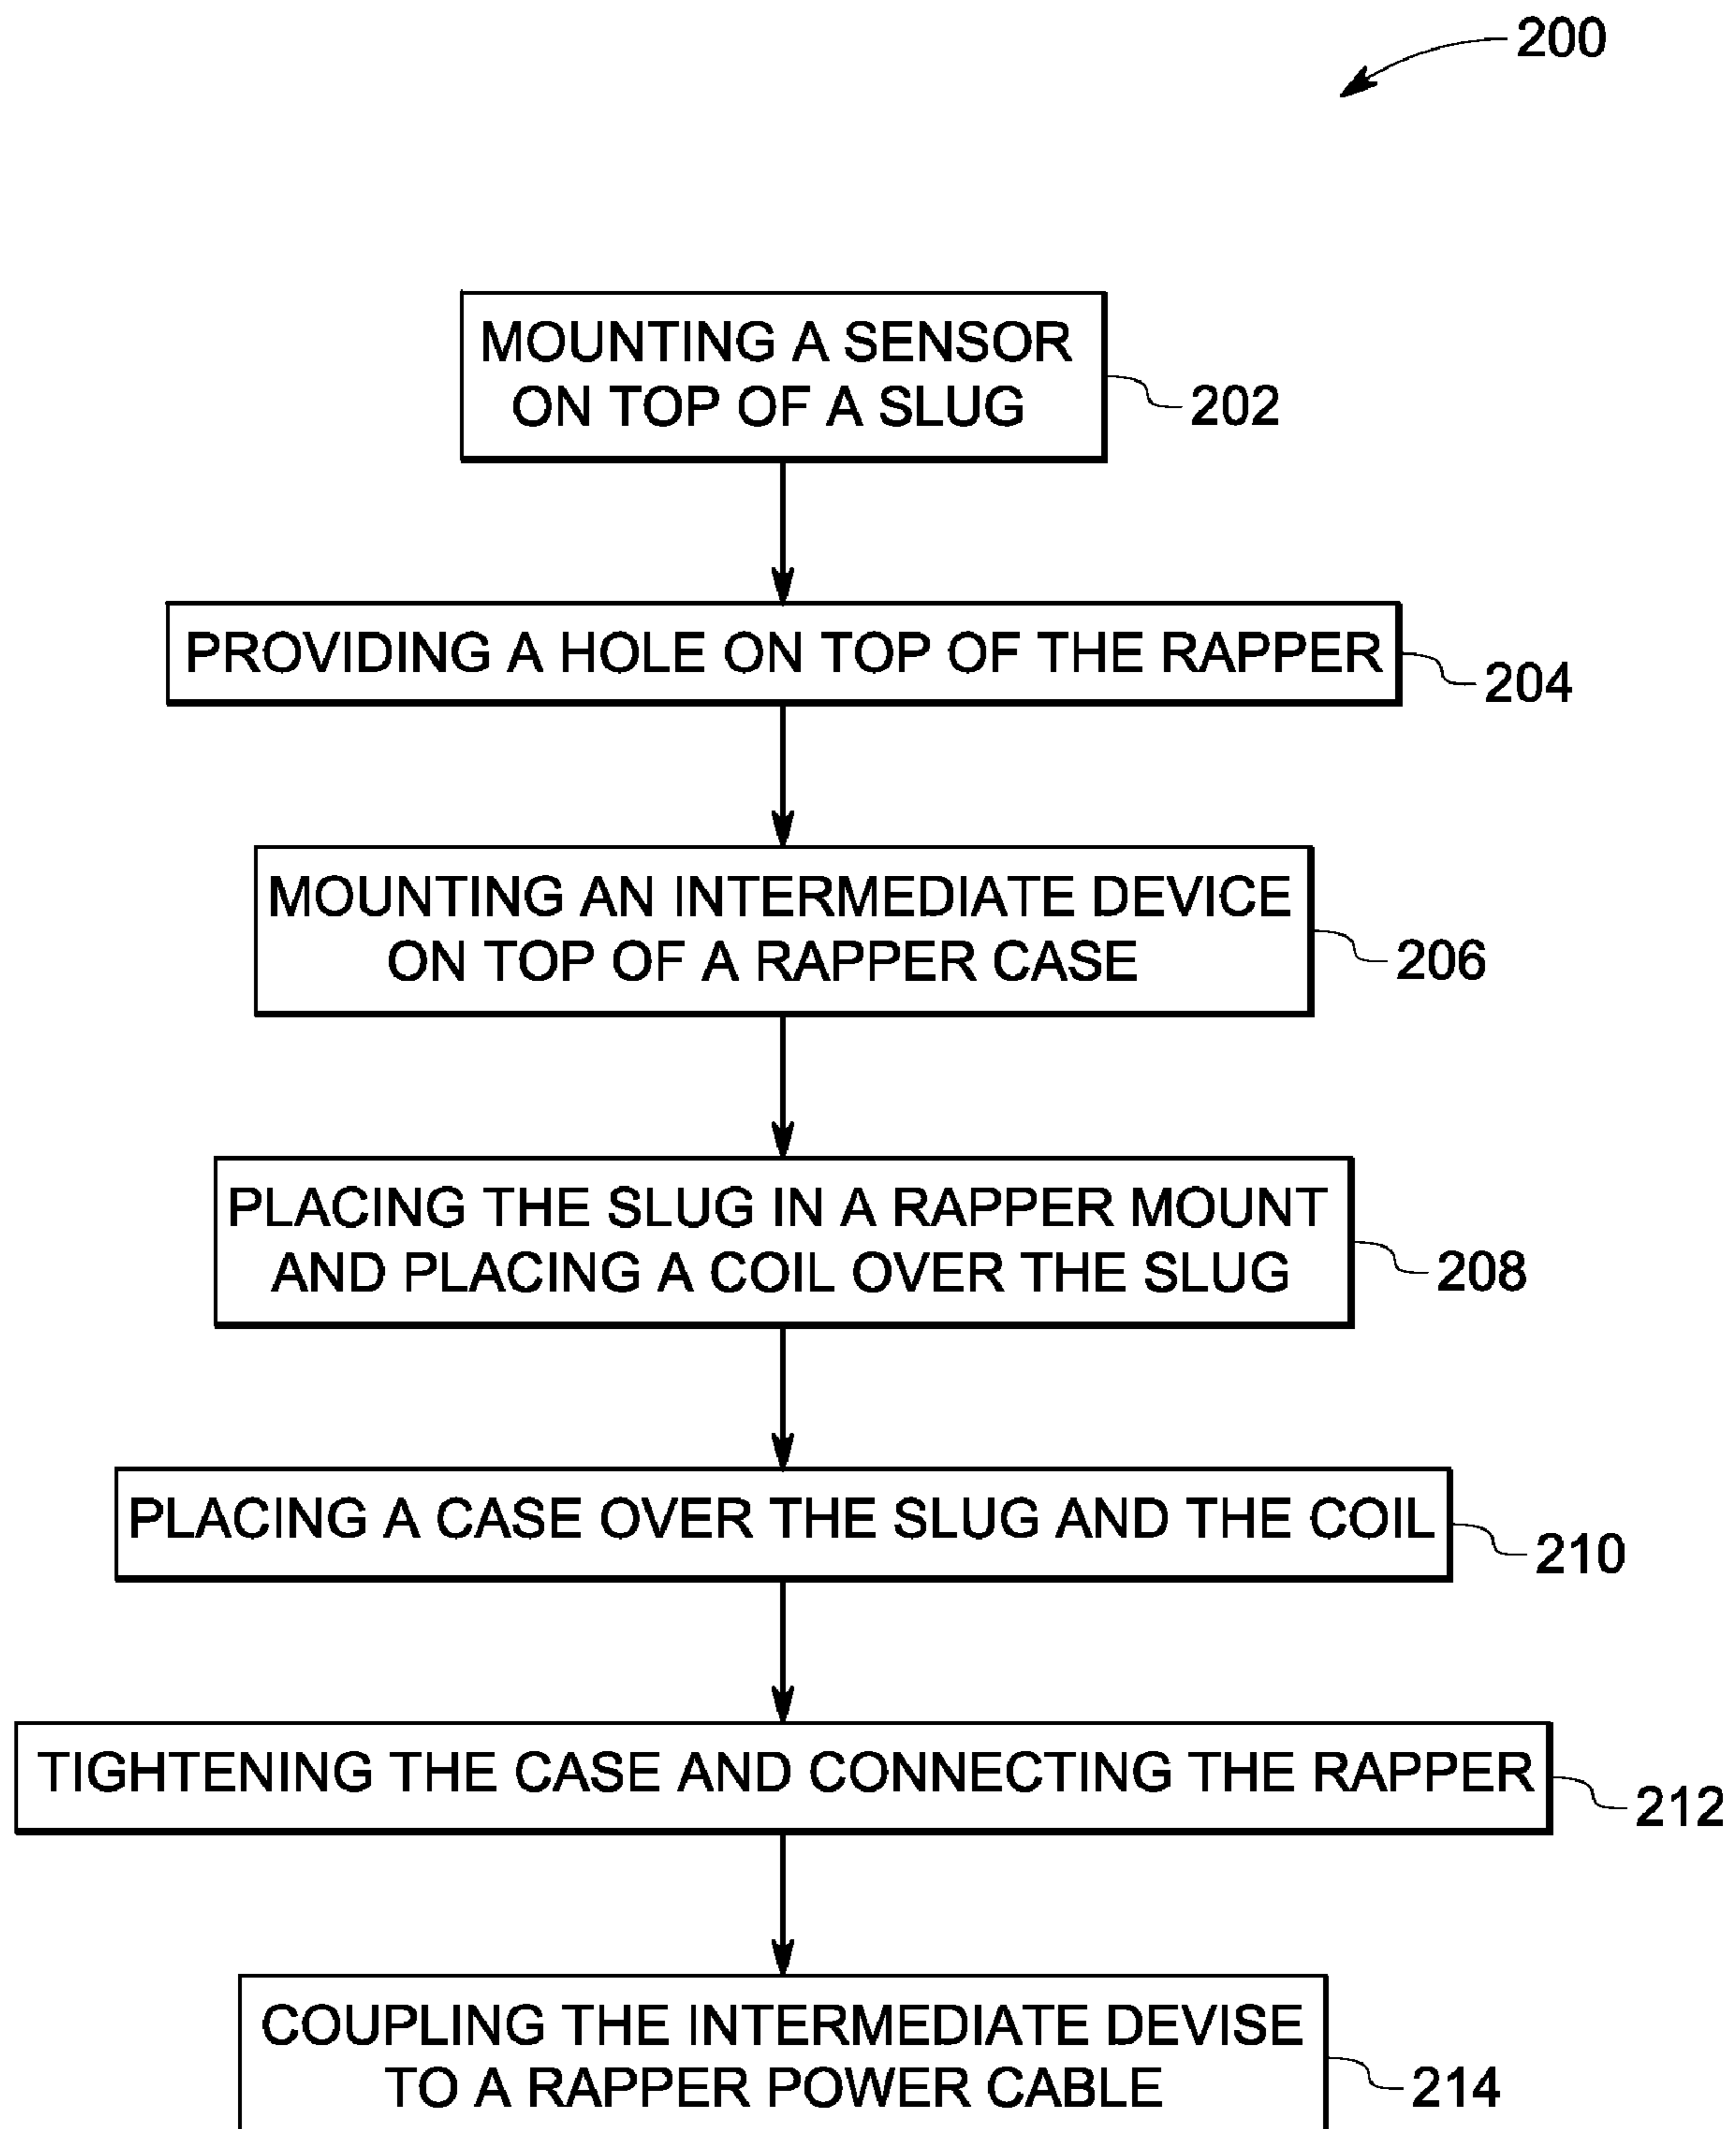 200
MOUNTING A SENSOR
ON TOP OF A SLUG
202
PROVIDING A HOLE ON TOP OF THE RAPPER
204
MOUNTING AN INTERMEDIATE DEVICE
ON TOP OF A RAPPER CASE
206
PLACING THE SLUG IN A RAPPER MOUNT
AND PLACING A COIL OVER THE SLUG
208
PLACING A CASE OVER THE SLUG AND THE COIL
210
TIGHTENING THE CASE AND CONNECTING THE RAPPER
212
COUPLING THE INTERMEDIATE DEVISE
TO A RAPPER POWER CABLE
214